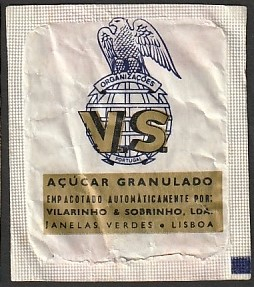 ORGANIZAÇÕES
V.S.
PORTUGAL
AÇÚCAR GRANULADO
EMPACOTADO AUTOMÀTICAMENTE POR:
VILARINHO & SOBRINHO, LDA.
JANELAS VERDES • LISBOA